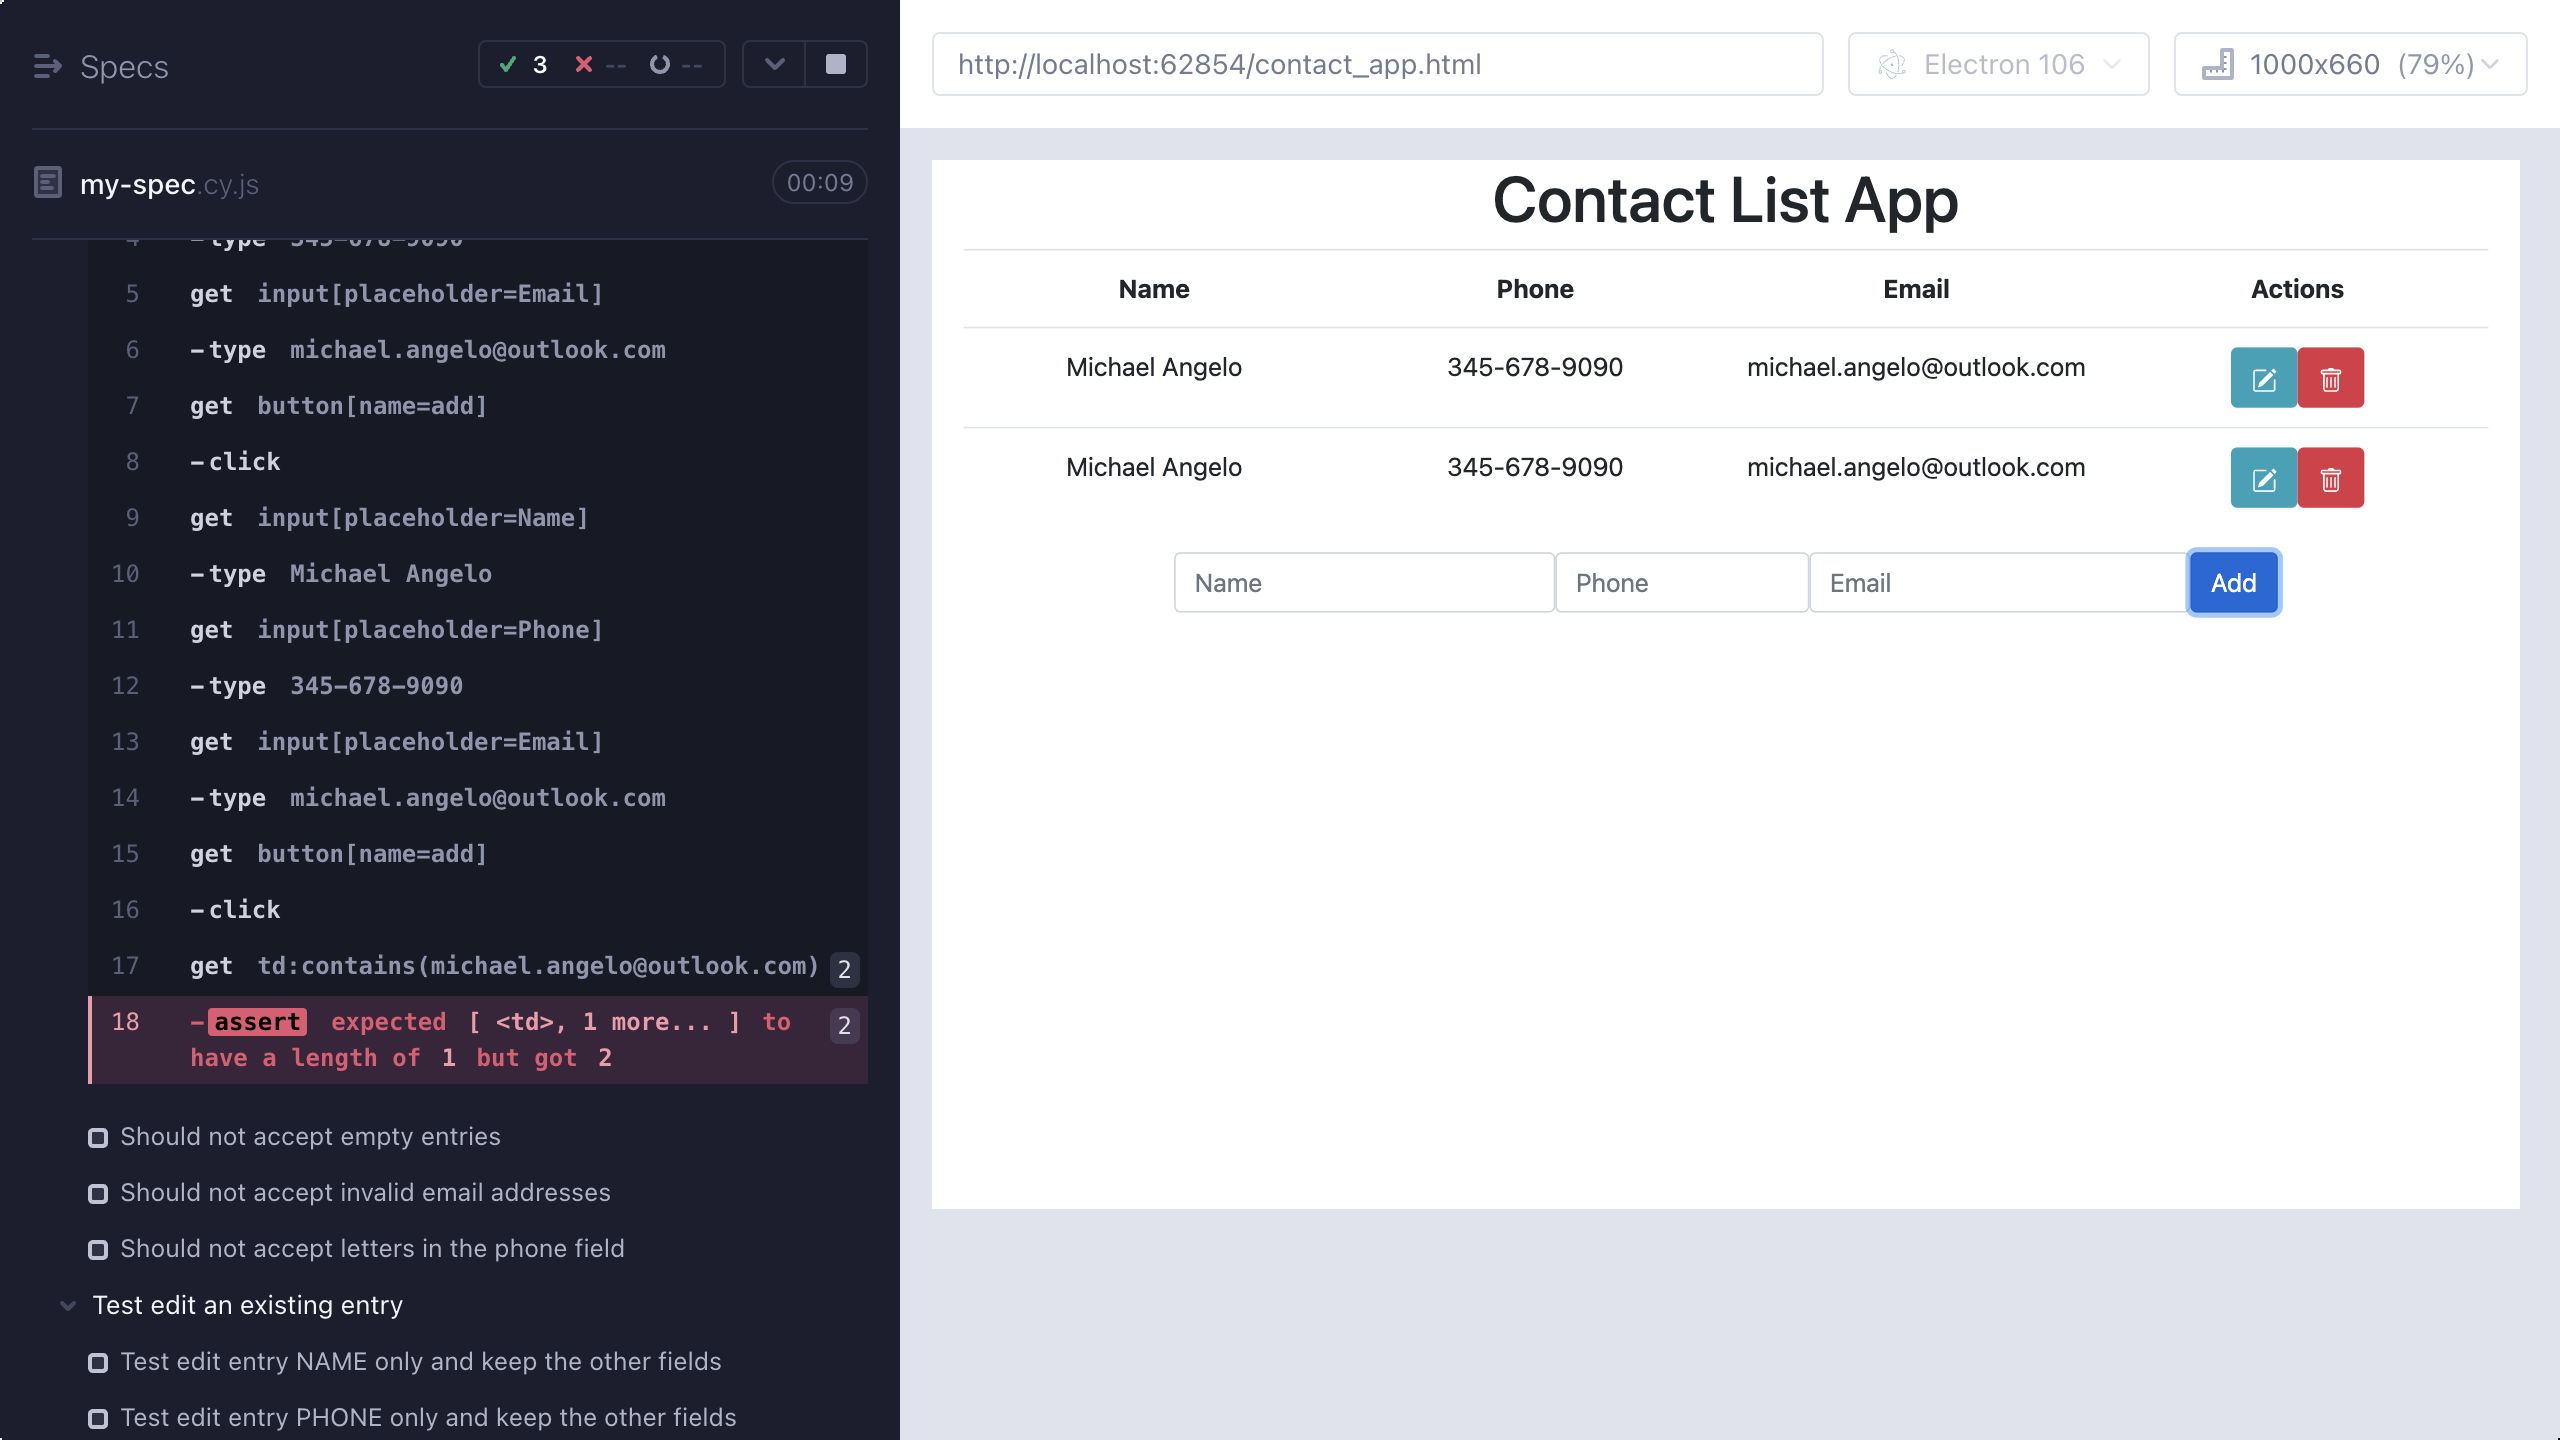 Specs
3 -- --
my-spec.cy.js
00:09
4 -type 345-678-9090
5 get input[placeholder=Email]
6 -type michael.angelo@outlook.com
7 get button[name=add]
8 -click
9 get input[placeholder=Name]
10 -type Michael Angelo
11 get input[placeholder=Phone]
12 -type 345-678-9090
13 get input[placeholder=Email]
14 -type michael.angelo@outlook.com
15 get button[name=add]
16 -click
17 get td:contains(michael.angelo@outlook.com) 2
18 -assert expected [ <td>, 1 more... ] to 2
have a length of 1 but got 2
Should not accept empty entries
Should not accept invalid email addresses
Should not accept letters in the phone field
Test edit an existing entry
Test edit entry NAME only and keep the other fields
Test edit entry PHONE only and keep the other fields
http://localhost:62854/contact_app.html
Electron 106
1000x660 (79%)
Contact List App
Name Phone Email Actions
Michael Angelo 345-678-9090 michael.angelo@outlook.com
Michael Angelo 345-678-9090 michael.angelo@outlook.com
Name Phone Email Add